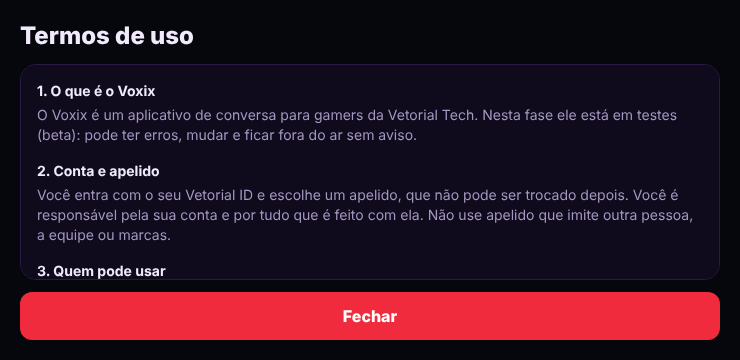 Termos de uso
1. O que é o Voxix
O Voxix é um aplicativo de conversa para gamers da Vetorial Tech. Nesta fase ele está em testes
(beta): pode ter erros, mudar e ficar fora do ar sem aviso.
2. Conta e apelido
Você entra com o seu Vetorial ID e escolhe um apelido, que não pode ser trocado depois. Você é
responsável pela sua conta e por tudo que é feito com ela. Não use apelido que imite outra pessoa,
a equipe ou marcas.
3. Quem pode usar
Fechar